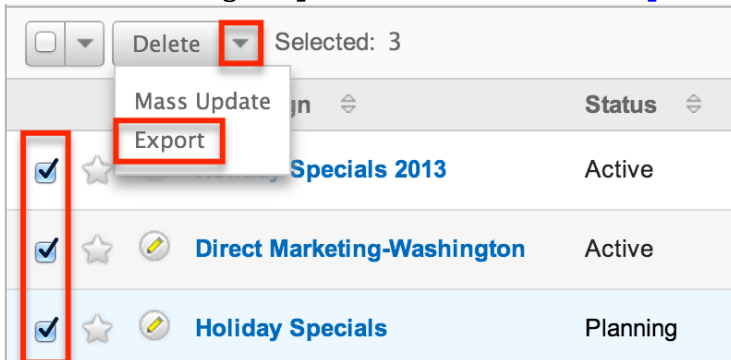 Delete Selected: 3
Mass Update
gn Status
Export
Specials 2013 Active
Direct Marketing-Washington Active
Holiday Specials Planning